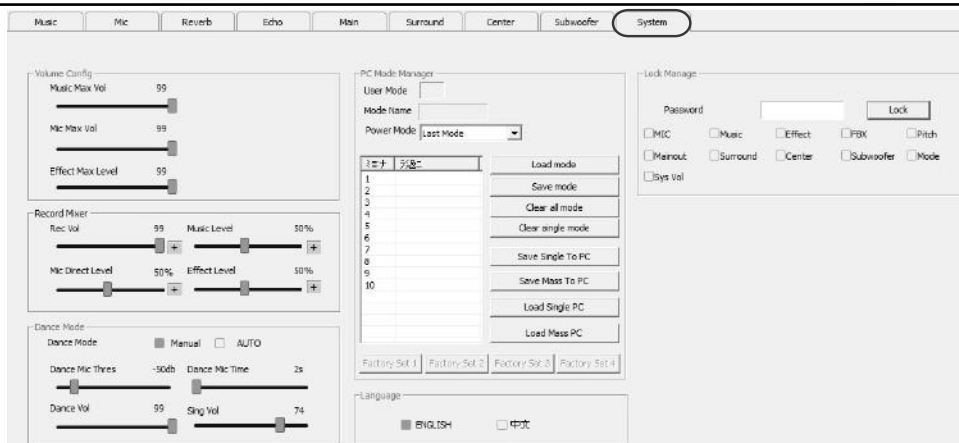 Music Mic Reverb Echo Main Surround Center Subwoofer System
Volume Config
Music Max Vol 99
Mic Max Vol 99
Effect Max Level 99
Record Mixer
Rec Vol 99 Music Level 50%
+ +
Mic Direct Level 50% Effect Level 50%
+ +
Dance Mode
Dance Mode Manual AUTO
Dance Mic Thres -50db Dance Mic Time 2s
Dance Vol 99 Sing Vol 74
PC Mode Manager
User Mode
Mode Name
Power Mode Last Mode
1
2
3
4
5
6
7
8
9
10
Load mode
Save mode
Clear all mode
Clear single mode
Save Single To PC
Save Mass To PC
Load Single PC
Load Mass PC
Factory Set 1 Factory Set 2 Factory Set 3 Factory Set 4
Language
ENGLISH 中文
Lock Manage
Password Lock
MIC Music Effect FBX Pitch
Mainout Surround Center Subwoofer Mode
Sys Vol